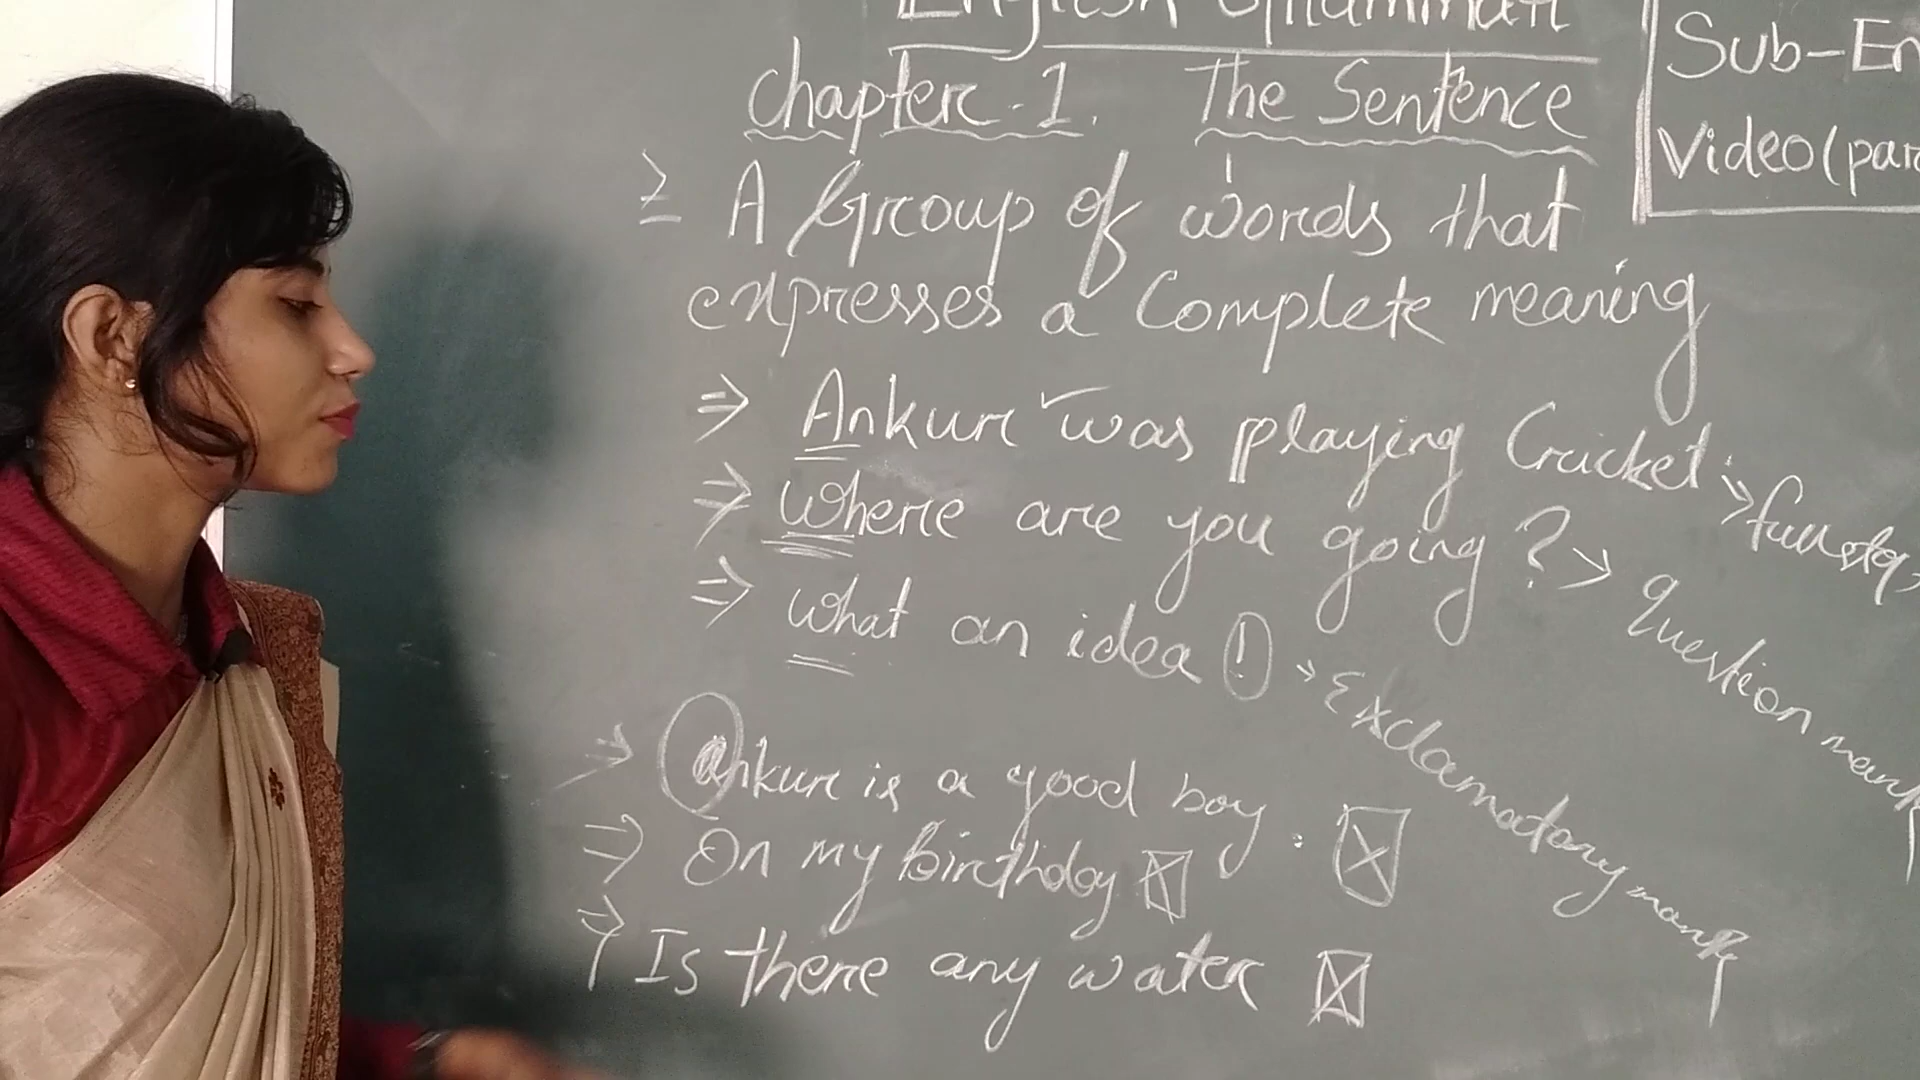 English Grammar
Sub-En
Chapter-1. The Sentence
Video (par
A Group of words that
expresses a Complete meaning
⇒ Ankur was playing Cricket. → full stop
⇒ Where are you going? → Question mark
⇒ What an idea! → Exclamatory mark
⇒ ankur is a good boy.
⇒ On my birthday
⇒ Is there any water